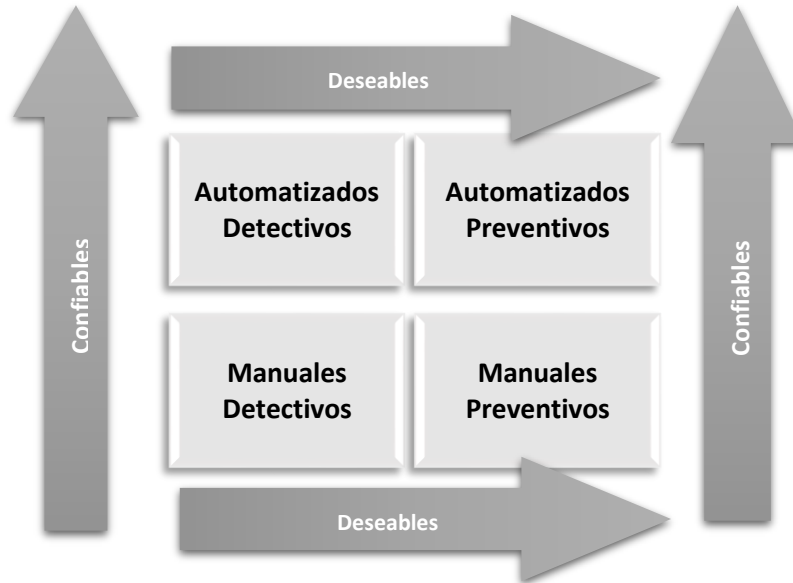 Deseables
Automatizados
Detectivos
Automatizados
Preventivos
Confiables
Confiables
Manuales
Detectivos
Manuales
Preventivos
Deseables